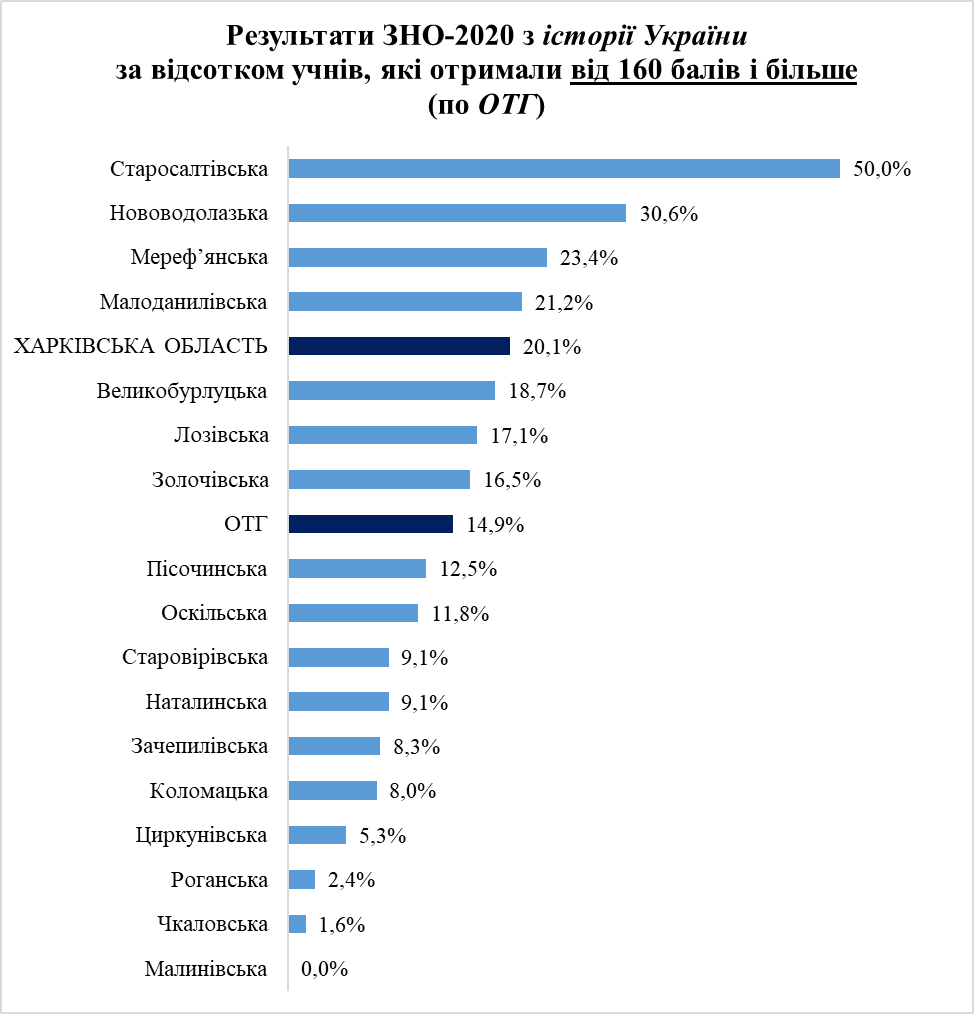 Результати ЗНО-2020 з історії України
за відсотком учнів, які отримали від 160 балів і більше
(по ОТГ)
Старосалтівська 50,0%
Нововодолазька 30,6%
Мереф’янська 23,4%
Малоданилівська 21,2%
ХАРКІВСЬКА ОБЛАСТЬ 20,1%
Великобурлуцька 18,7%
Лозівська 17,1%
Золочівська 16,5%
ОТГ 14,9%
Пісочинська 12,5%
Оскільська 11,8%
Старовірівська 9,1%
Наталинська 9,1%
Зачепилівська 8,3%
Коломацька 8,0%
Циркунівська 5,3%
Роганська 2,4%
Чкаловська 1,6%
Малинівська 0,0%